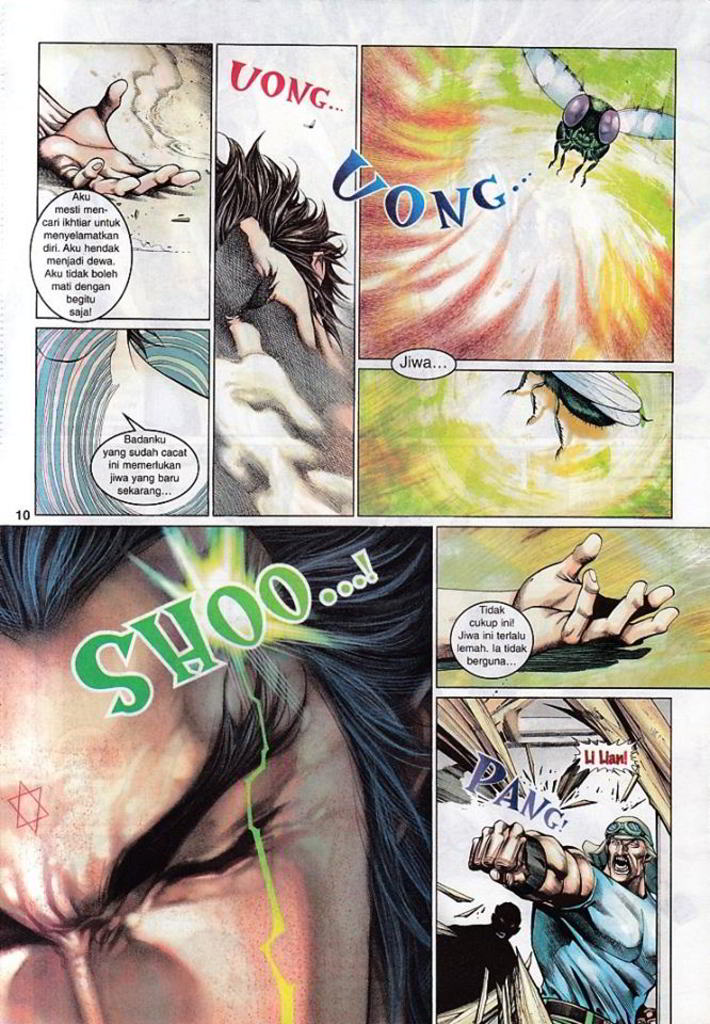 Aku
mesti men-
cari ikhtiar untuk
menyelamatkan
diri. Aku hendak
menjadi dewa.
Aku tidak boleh
mati dengan
begitu
saja!
UONG...
UONG...
Jiwa...
Badanku
yang sudah cacat
ini memerlukan
jiwa yang baru
sekarang...
10
SHOO...!
Tidak
cukup ini!
Jiwa ini terlalu
lemah. Ia tidak
berguna...
PANG!
Li Lian!